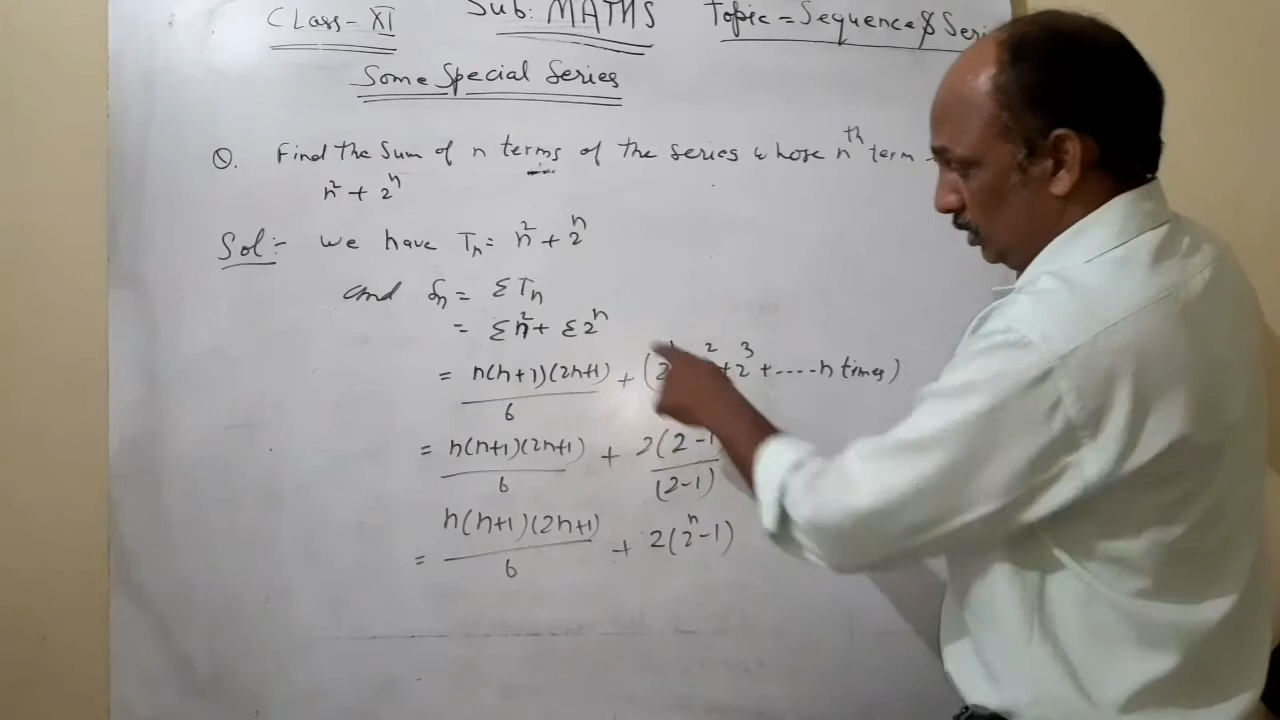 Class-XI Sub: MATHS Topic = Sequence & Seri
Some Special Series
Q. Find the Sum of n terms of the series whose nᵗʰ term
n² + 2ⁿ
Sol:- We have Tₙ = n² + 2ⁿ
and Sₙ = ΣTₙ
= Σn² + Σ2ⁿ
= n(n+1)(2n+1)/6 + (2 + 2³ + ....n times)
= n(n+1)(2n+1)/6 + 2(2-1/(2-1)
= n(n+1)(2n+1)/6 + 2(2ⁿ-1)